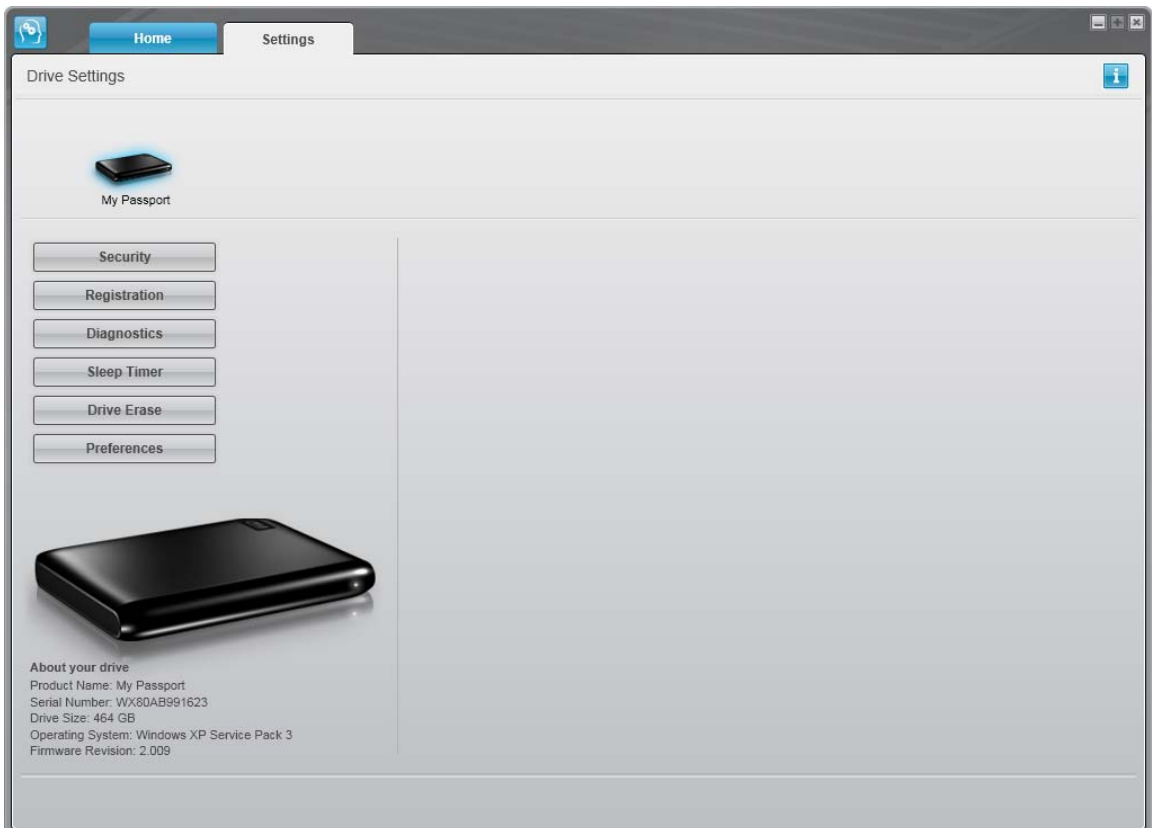 Home
Settings
Drive Settings
My Passport
Security
Registration
Diagnostics
Sleep Timer
Drive Erase
Preferences
About your drive
Product Name: My Passport
Serial Number: WX80AB991623
Drive Size: 464 GB
Operating System: Windows XP Service Pack 3
Firmware Revision: 2.009